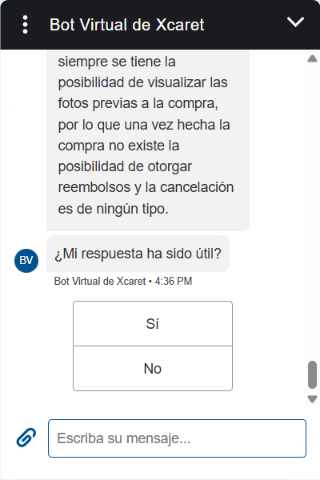 Bot Virtual de Xcaret
siempre se tiene la
posibilidad de visualizar las
fotos previas a la compra,
por lo que una vez hecha la
compra no existe la
posibilidad de otorgar
reembolsos y la cancelación
es de ningún tipo.
¿Mi respuesta ha sido útil?
BV
Bot Virtual de Xcaret • 4:36 PM
Sí
No
Escriba su mensaje...